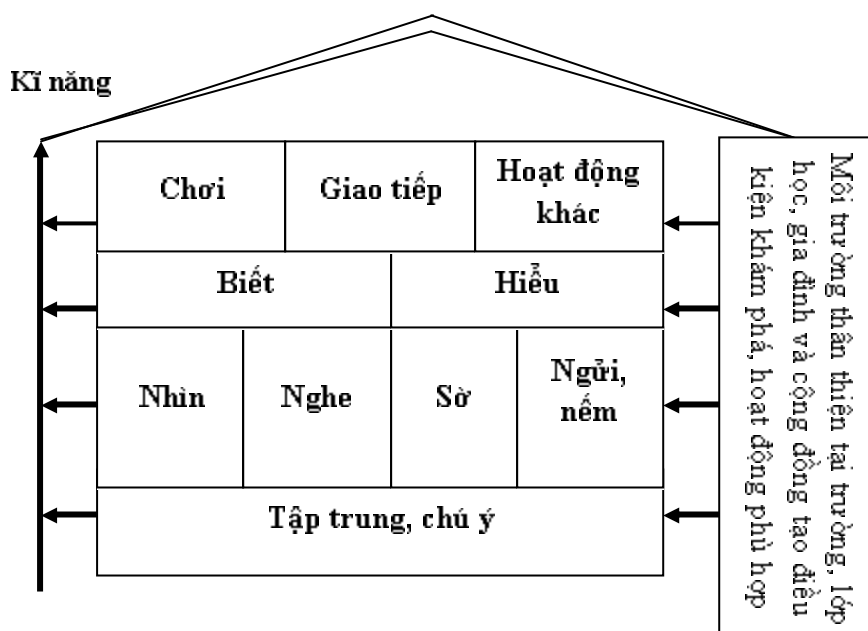 Kĩ năng
Chơi
Giao tiếp
Hoạt động
khác
Biết
Hiểu
Nhìn
Nghe
Sờ
Ngửi,
nếm
Tập trung, chú ý
Môi trường thân thiện tại trường, lớp
học, gia đình và cộng đồng tạo điều
kiện khám phá, hoạt động phù hợp